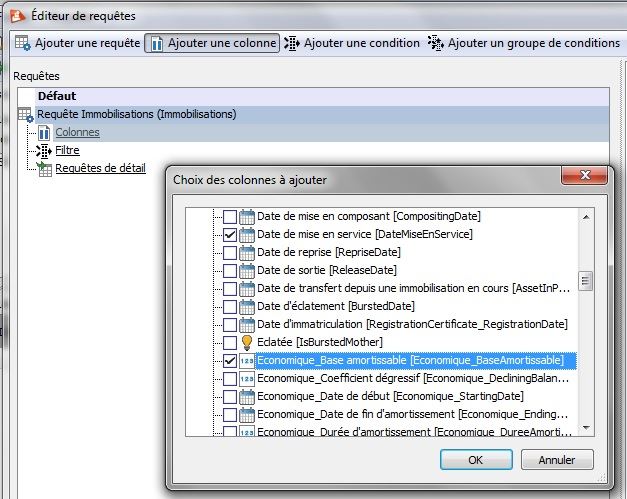 Éditeur de requêtes
Ajouter une requête Ajouter une colonne Ajouter une condition Ajouter un groupe de conditions
Requêtes
Défaut
Requête Immobilisations (Immobilisations)
Colonnes
Filtre
Requêtes de détail
Choix des colonnes à ajouter
Date de mise en composant [CompositingDate]
Date de mise en service [DateMiseEnService]
Date de reprise [RepriseDate]
Date de sortie [ReleaseDate]
Date de transfert depuis une immobilisation en cours [AssetInP...
Date d'éclatement [BurstedDate]
Date d'immatriculation [RegistrationCertificate_RegistrationDate]
Eclatée [IsBurstedMother]
123 Economique_Base amortissable [Economique_BaseAmortissable]
123 Economique_Coefficient dégressif [Economique_DecliningBalan...
Economique_Date de début [Economique_StartingDate]
Economique_Date de fin d'amortissement [Economique_Ending...
123 Economique_Durée d'amortissement [Economique_DureeAmorti...
OK Annuler